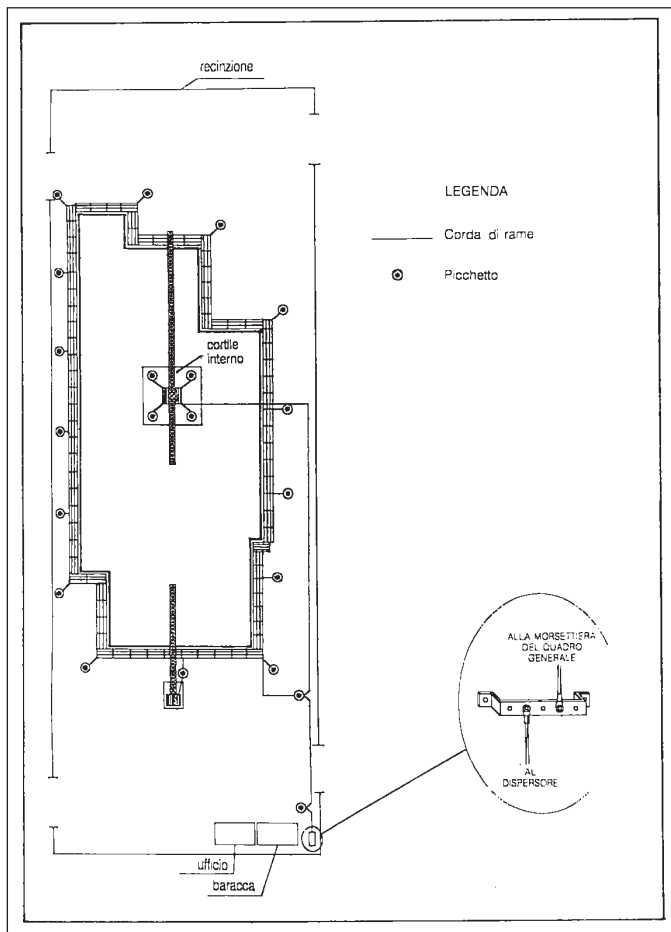 recinzione
LEGENDA
Corda di rame
Picchetto
cortile
interno
ALLA MORSETTIERA
DEL QUADRO
GENERALE
AL
DISPERSORE
ufficio
baracca